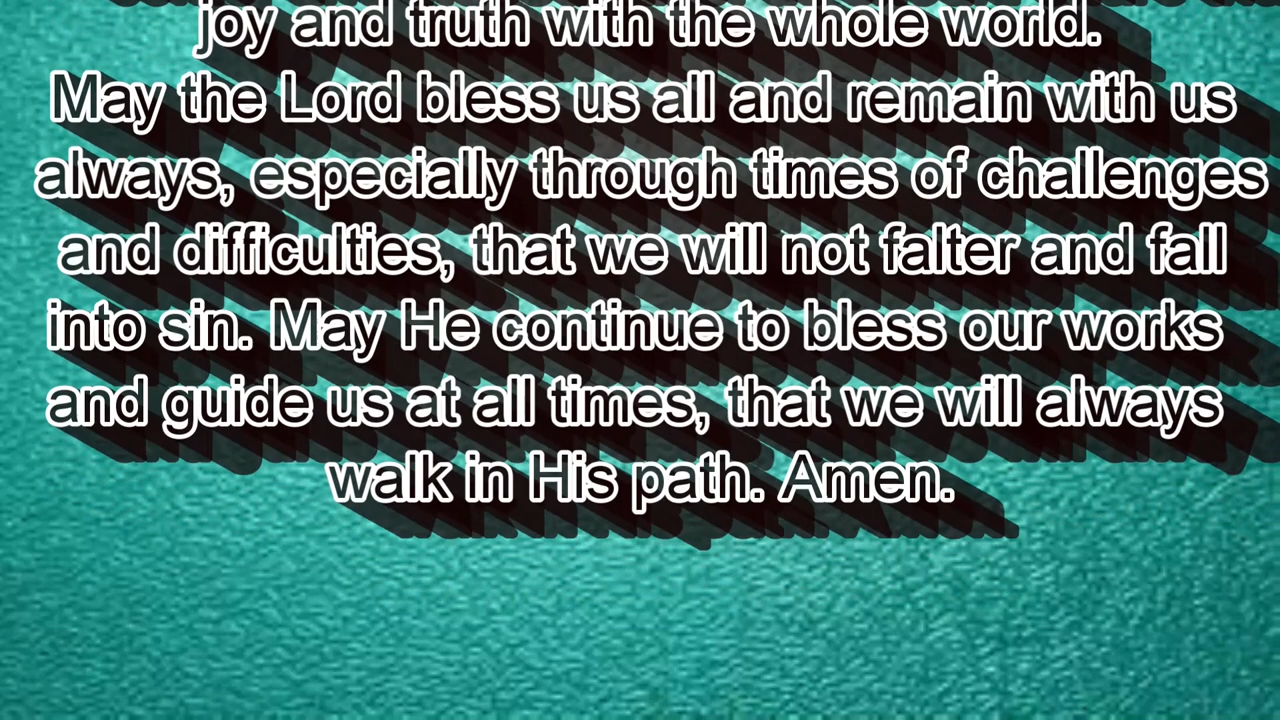 joy and truth with the whole world.
May the Lord bless us all and remain with us
always, especially through times of challenges
and difficulties, that we will not falter and fall
into sin. May He continue to bless our works
and guide us at all times, that we will always
walk in His path. Amen.